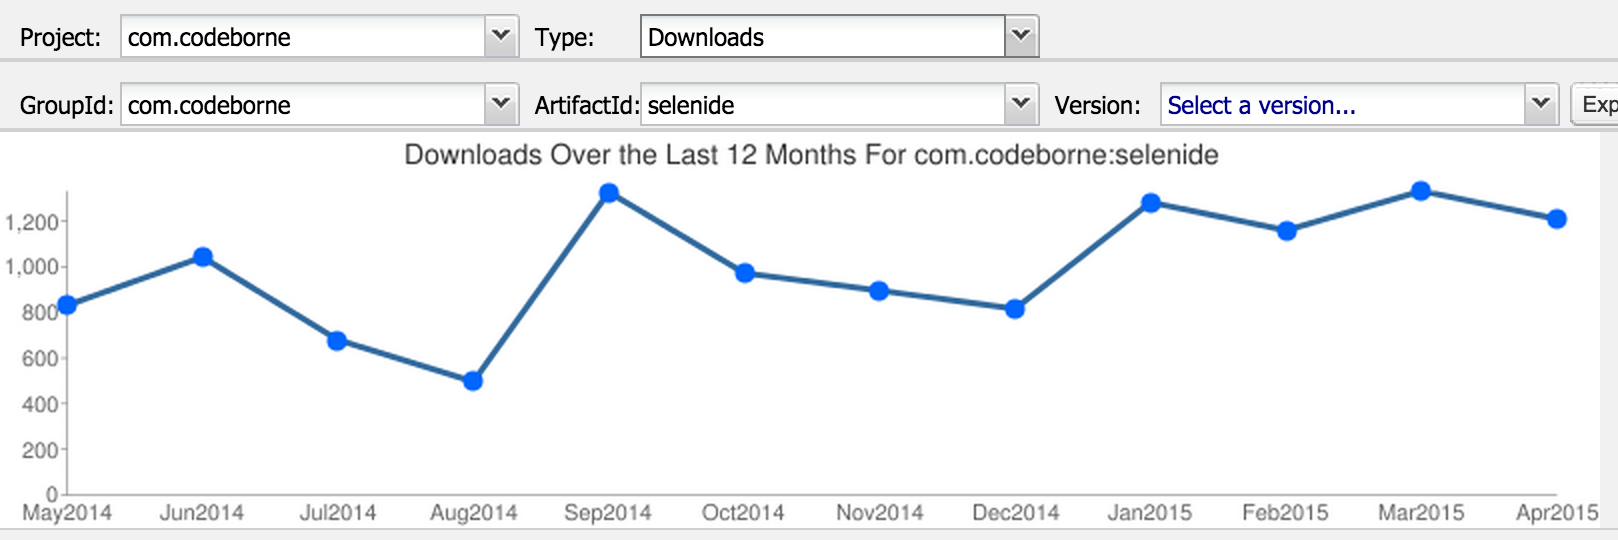 Project: com.codeborne Type: Downloads
GroupId: com.codeborne ArtifactId: selenide Version: Select a version... Exp
Downloads Over the Last 12 Months For com.codeborne:selenide
1,200
1,000
800
600
400
200
0
May2014 Jun2014 Jul2014 Aug2014 Sep2014 Oct2014 Nov2014 Dec2014 Jan2015 Feb2015 Mar2015 Apr2015